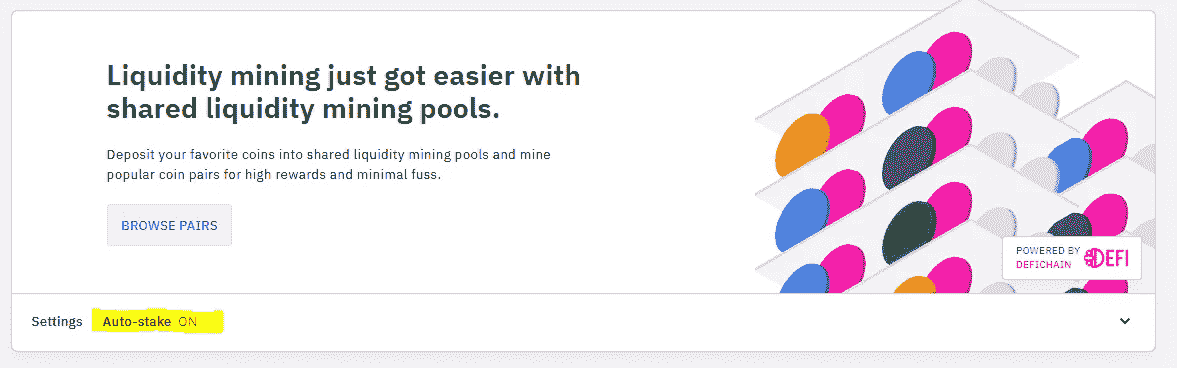 Liquidity mining just got easier with
shared liquidity mining pools.
Deposit your favorite coins into shared liquidity mining pools and mine
popular coin pairs for high rewards and minimal fuss.
BROWSE PAIRS
POWERED BY
DEFICHAIN
DEFI
Settings Auto-stake ON